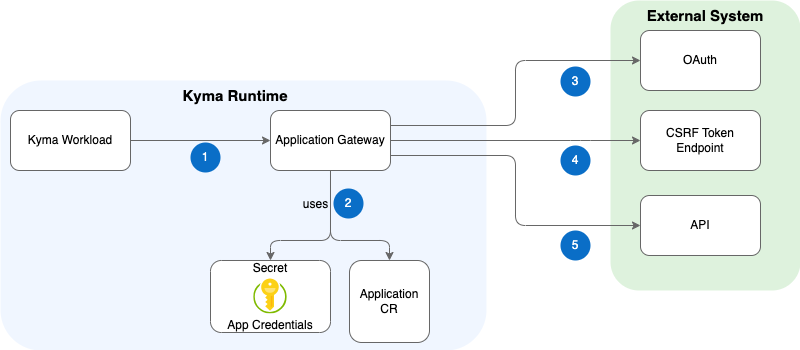 External System
OAuth
3
Kyma Runtime
Kyma Workload
1
Application Gateway
4
CSRF Token
Endpoint
uses
2
5
API
Secret
App Credentials
Application
CR